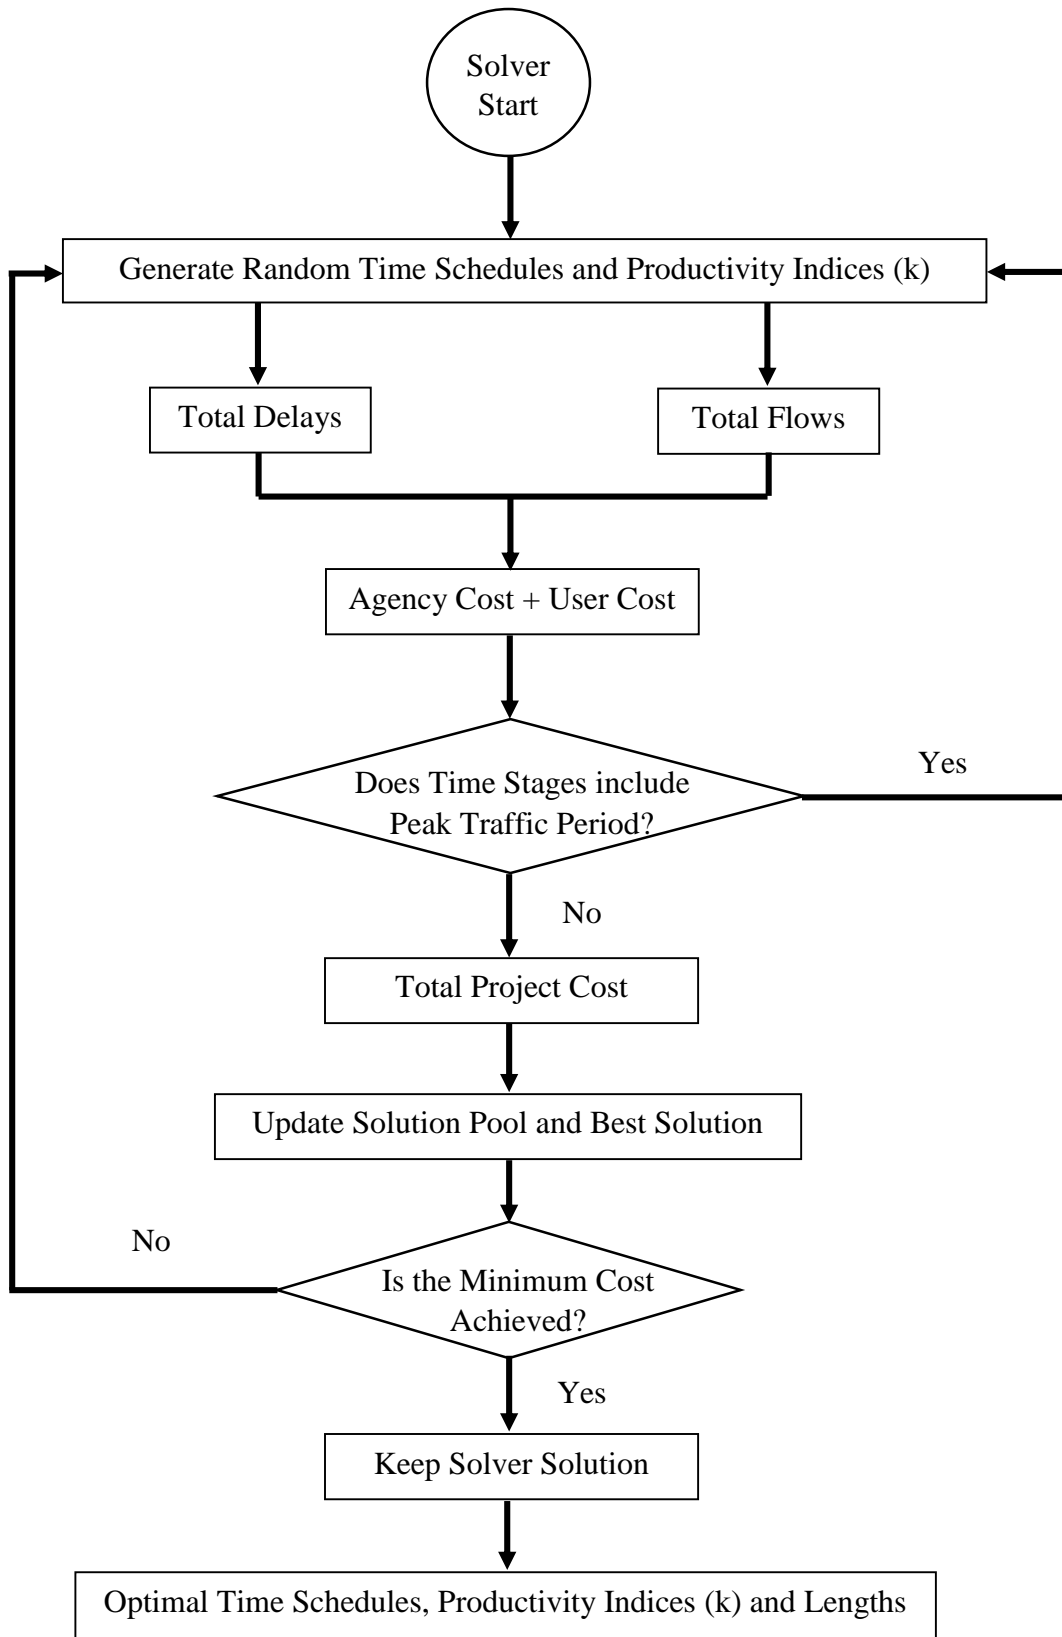 Solver
Start
Generate Random Time Schedules and Productivity Indices (k)
Total Delays
Total Flows
Agency Cost + User Cost
Does Time Stages include
Peak Traffic Period?
Yes
No
Total Project Cost
Update Solution Pool and Best Solution
No
Is the Minimum Cost
Achieved?
Yes
Keep Solver Solution
Optimal Time Schedules, Productivity Indices (k) and Lengths